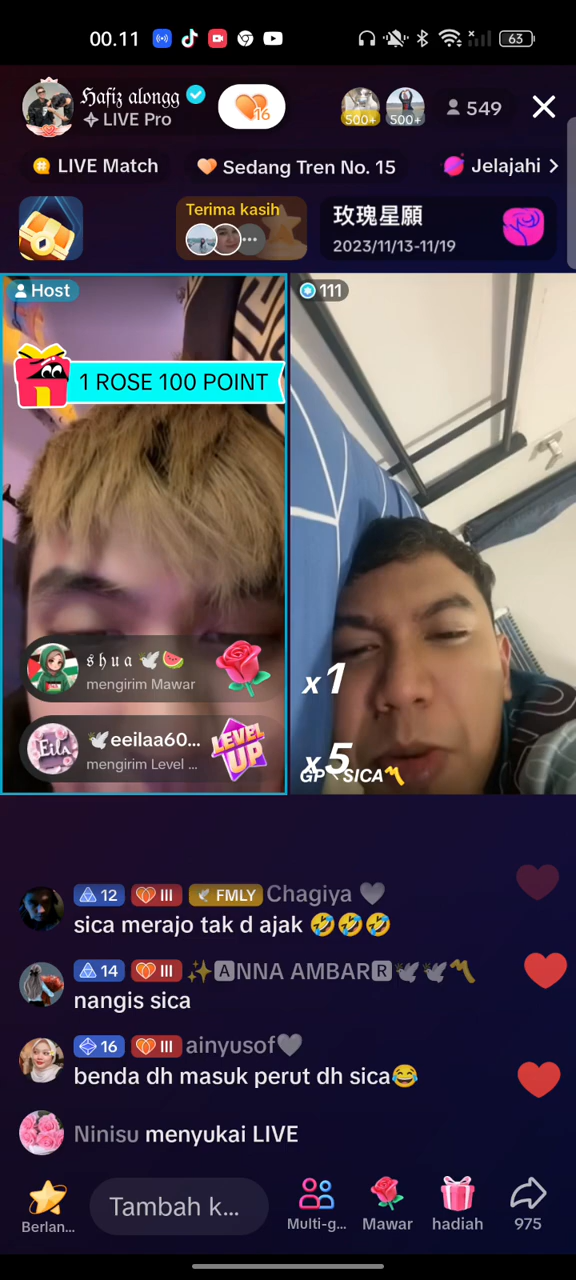 00.11
63
Hafiz alongg
LIVE Pro
16
500+
500+
549
LIVE Match
Sedang Tren No. 15
Jelajahi
Terima kasih
玫瑰星願
2023/11/13-11/19
Host
111
1 ROSE 100 POINT
shua 🕊️🍉
mengirim Mawar
x1
🕊️eeilaa60...
mengirim Level ...
Eila
LEVEL UP
x5
SICA〽️
12 III FMLY Chagiya 🩶
sica merajo tak d ajak 🤣🤣🤣
14 III ✨🅰NNA AMBAR🆁🕊️🕊️〽️
nangis sica
16 III ainyusof🩶
benda dh masuk perut dh sica😂
Ninisu menyukai LIVE
Berlan...
Tambah k...
Multi-g...
Mawar
hadiah
975